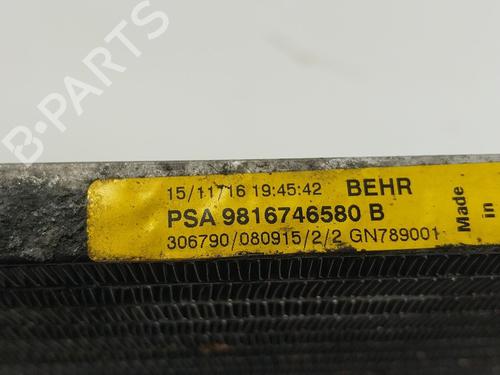 B-PARTS
15/11/16 19:45:42 BEHR
PSA 9816746580 B
306790/080915/2/2 GN789001
Made
in